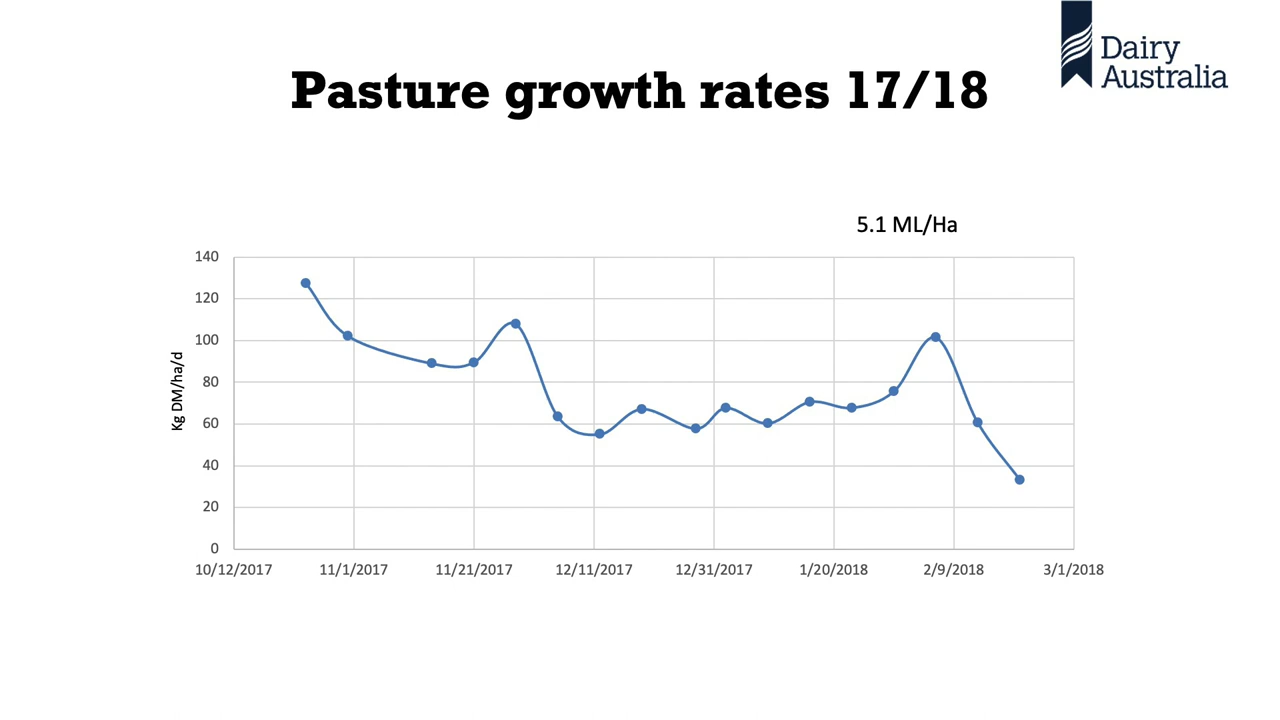 Dairy
Australia
Pasture growth rates 17/18
5.1 ML/Ha
Kg DM/ha/d
140
120
100
80
60
40
20
0
10/12/2017 11/1/2017 11/21/2017 12/11/2017 12/31/2017 1/20/2018 2/9/2018 3/1/2018